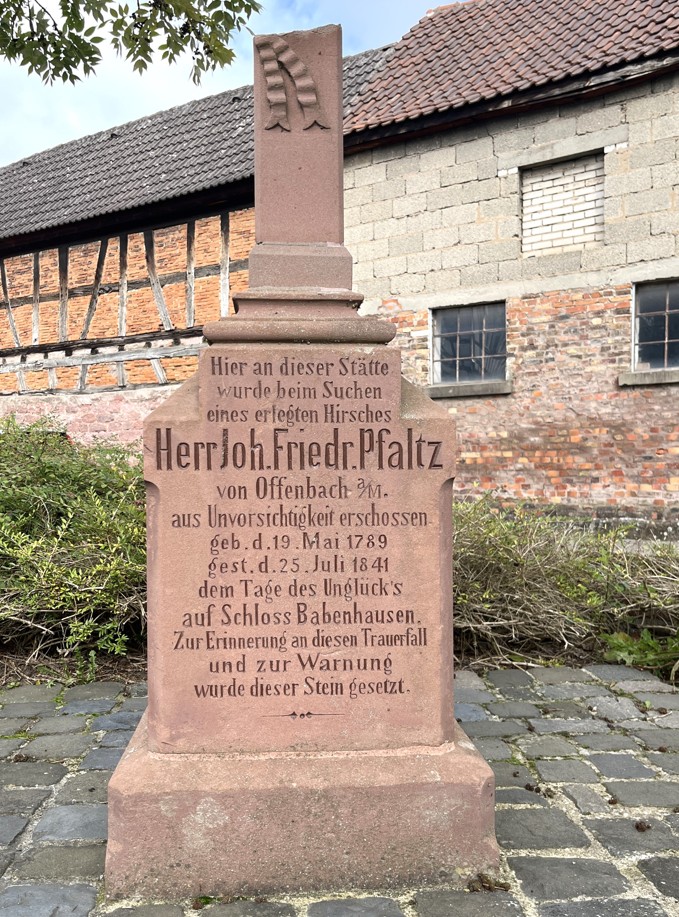 Hier an dieser Stätte
wurde beim Suchen
eines erlegten Hirsches
Herr Joh. Friedr. Pfaltz
von Offenbach a/M.
aus Unvorsichtigkeit erschossen
geb. d. 19. Mai 1789
gest. d. 25. Juli 1841
dem Tage des Unglück's
auf Schloss Babenhausen.
Zur Erinnerung an diesen Trauerfall
und zur Warnung
wurde dieser Stein gesetzt.